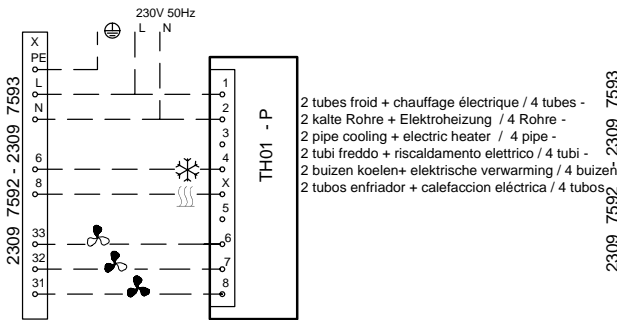 230V 50Hz
L N
X
PE
L
N
6
8
33
32
31
2309 7592 - 2309 7593
1
2
3
4
X
5
6
7
8
TH01 - P
2 tubes froid + chauffage électrique / 4 tubes -
2 kalte Rohre + Elektroheizung / 4 Rohre -
2 pipe cooling + electric heater / 4 pipe -
2 tubi freddo + riscaldamento elettrico / 4 tubi -
2 buizen koelen+ elektrische verwarming / 4 buizen
2 tubos enfriador + calefaccion eléctrica / 4 tubos
2309 7592 - 2309 7593